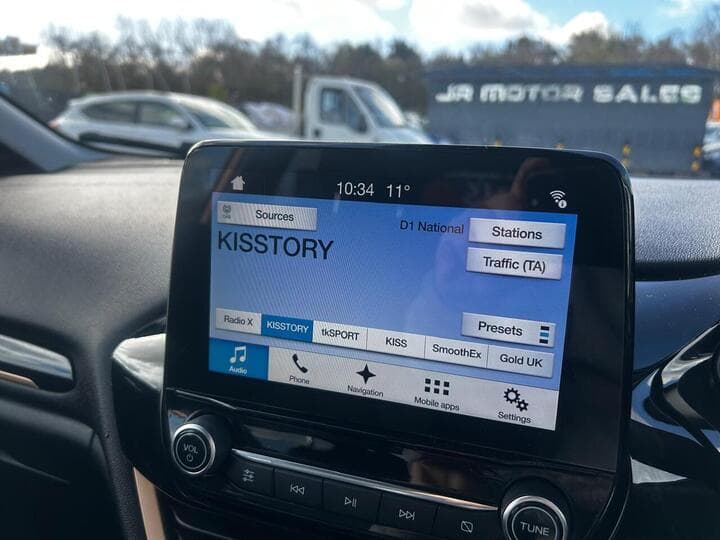 JR MOTOR SALES
10:34 11°
Sources
D1 National
Stations
KISSTORY
Traffic (TA)
Presets
Radio X
KISSTORY
tkSPORT
KISS
SmoothEx
Gold UK
Audio
Phone
Navigation
Mobile apps
Settings
VOL
TUNE